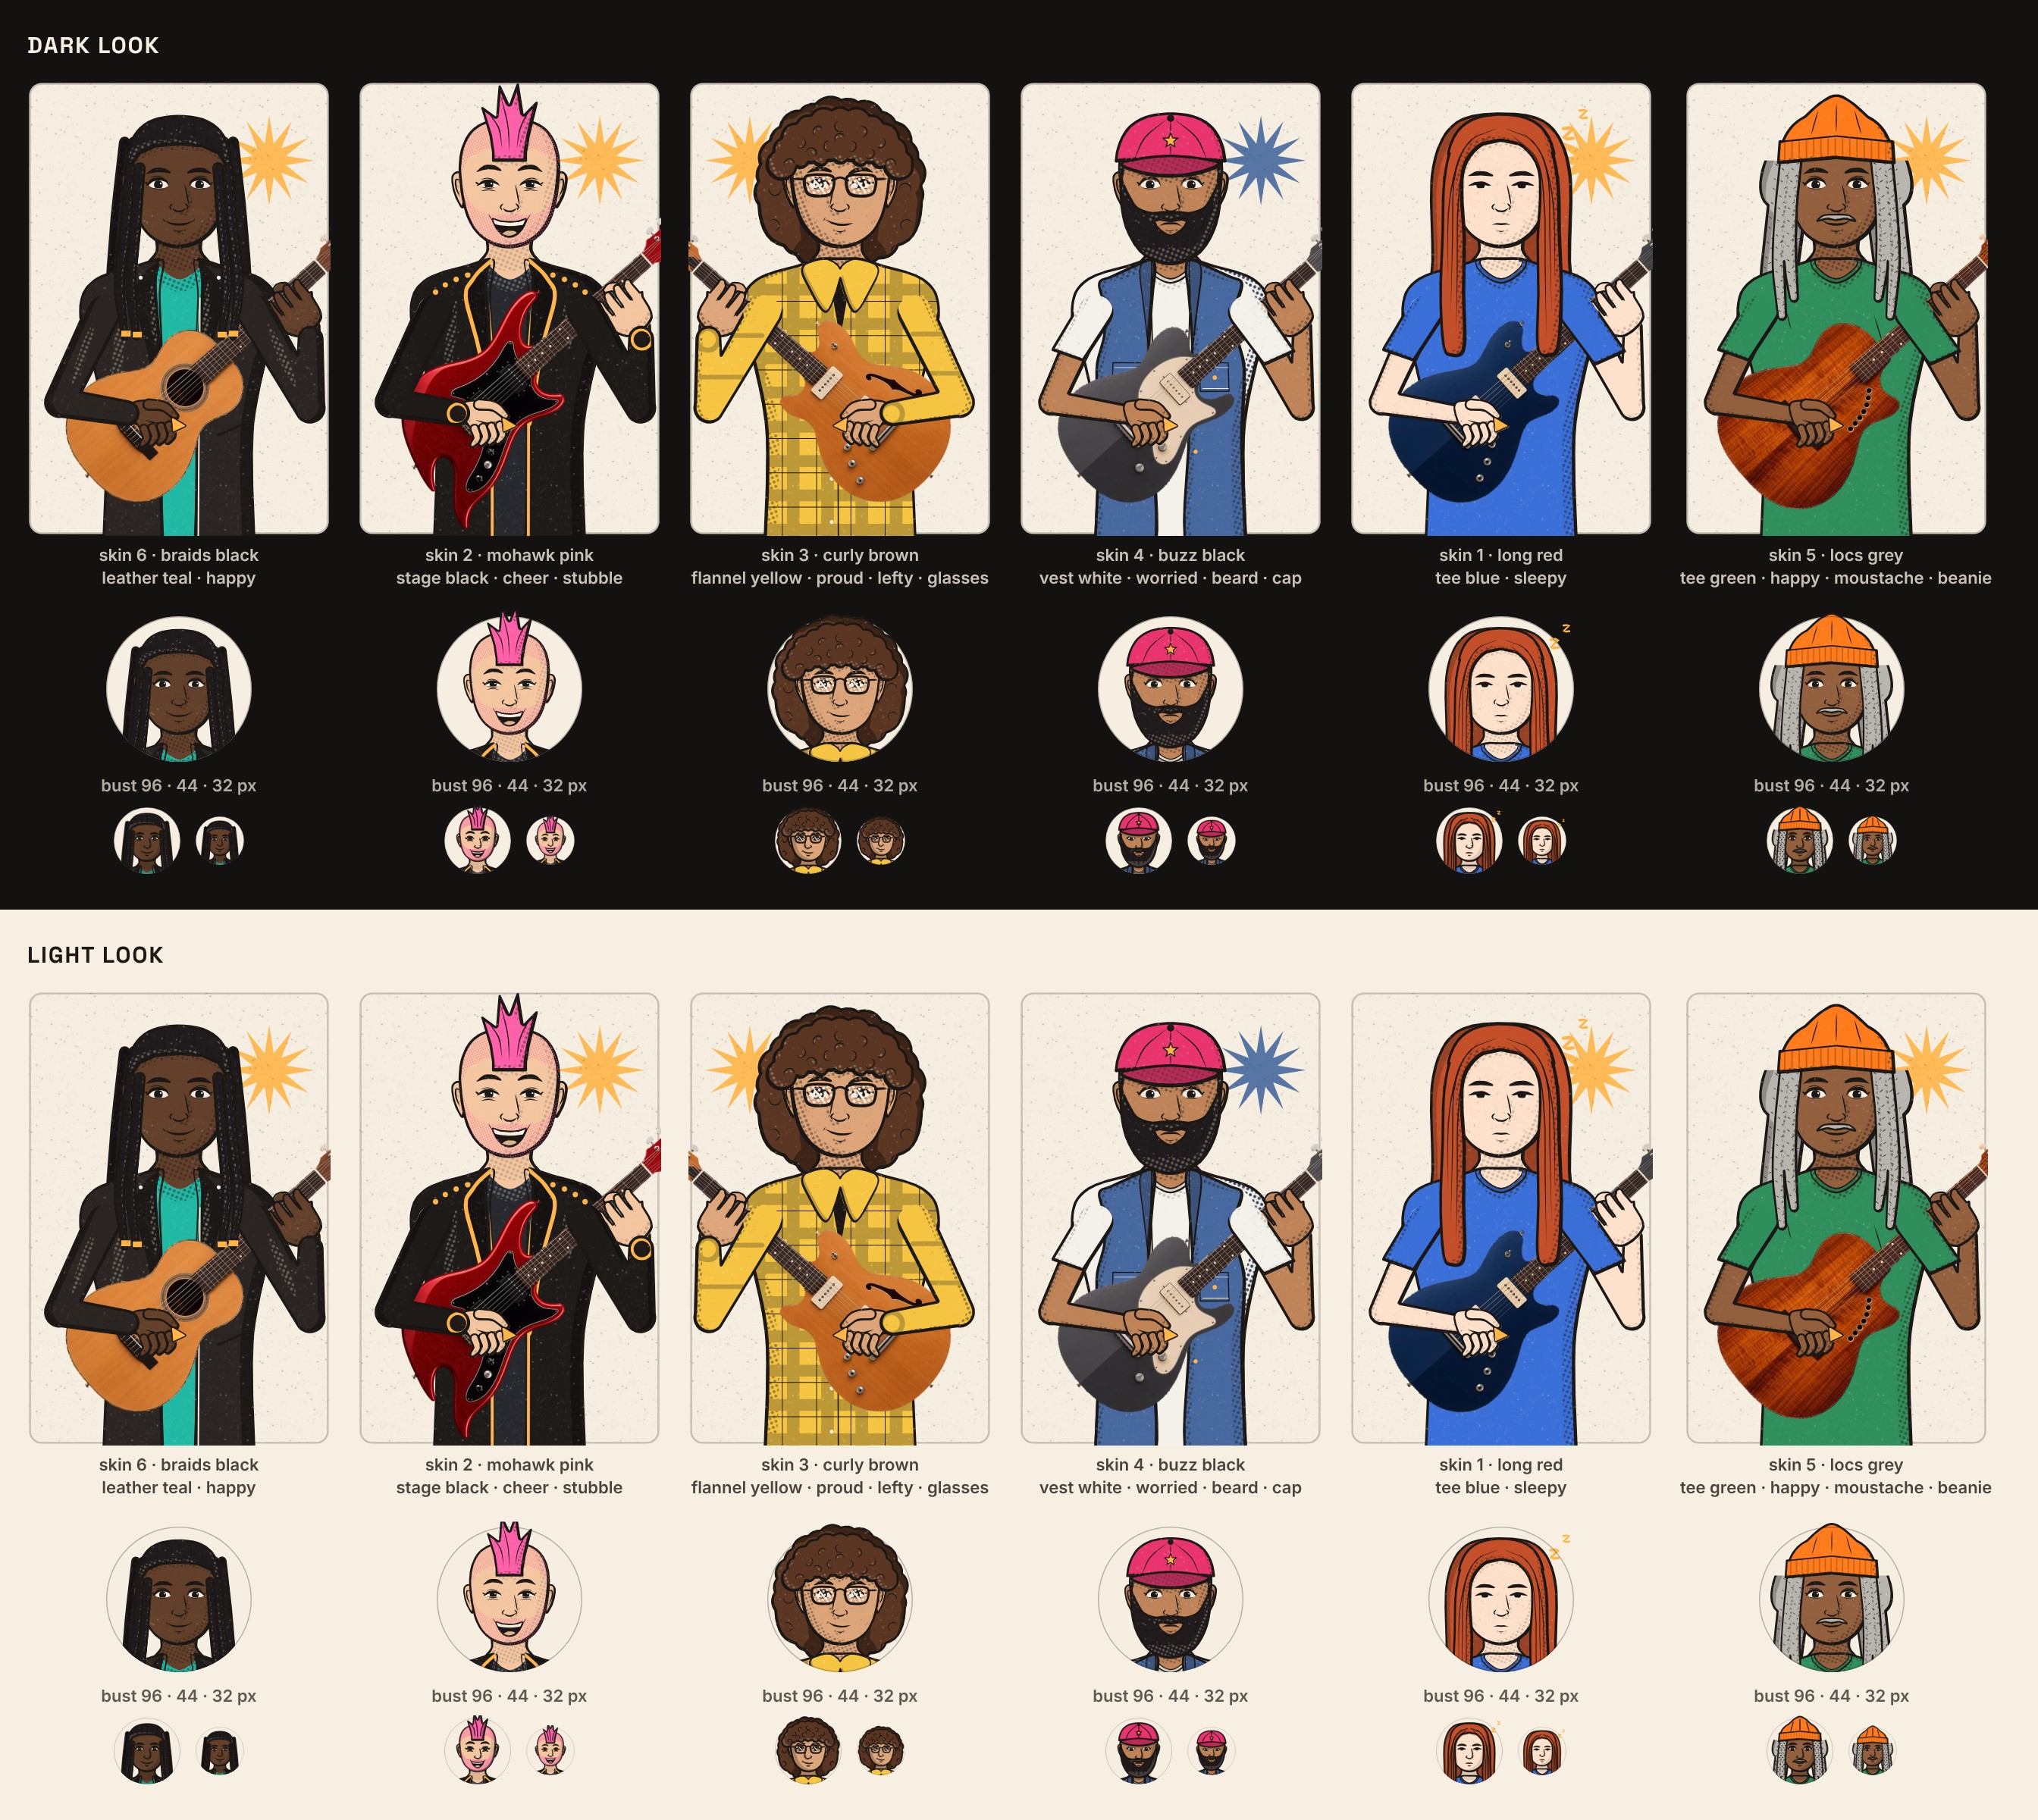 DARK LOOK
z
z
skin 6 · braids black
leather teal · happy
skin 2 · mohawk pink
stage black · cheer · stubble
skin 3 · curly brown
flannel yellow · proud · lefty · glasses
skin 4 · buzz black
vest white · worried · beard · cap
skin 1 · long red
tee blue · sleepy
skin 5 · locs grey
tee green · happy · moustache · beanie
z
z
bust 96 · 44 · 32 px
bust 96 · 44 · 32 px
bust 96 · 44 · 32 px
bust 96 · 44 · 32 px
bust 96 · 44 · 32 px
bust 96 · 44 · 32 px
LIGHT LOOK
z
z
skin 6 · braids black
leather teal · happy
skin 2 · mohawk pink
stage black · cheer · stubble
skin 3 · curly brown
flannel yellow · proud · lefty · glasses
skin 4 · buzz black
vest white · worried · beard · cap
skin 1 · long red
tee blue · sleepy
skin 5 · locs grey
tee green · happy · moustache · beanie
z
z
bust 96 · 44 · 32 px
bust 96 · 44 · 32 px
bust 96 · 44 · 32 px
bust 96 · 44 · 32 px
bust 96 · 44 · 32 px
bust 96 · 44 · 32 px